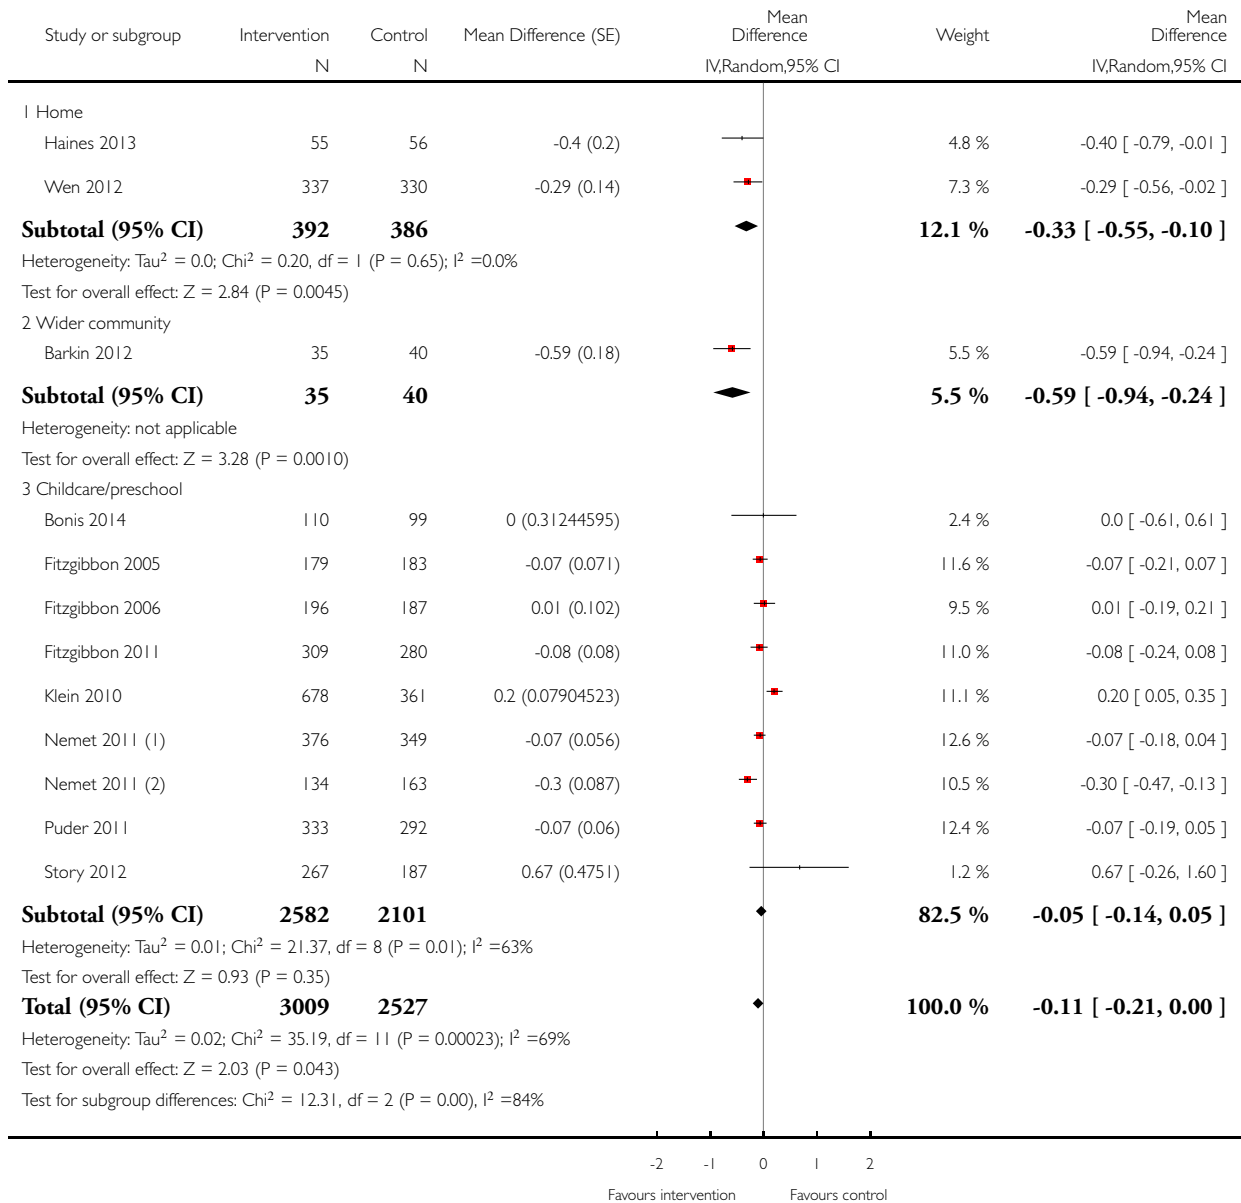 Study or subgroup Intervention Control Mean Difference (SE) Mean Difference Weight Mean Difference
N N IV,Random,95% CI IV,Random,95% CI
1 Home
Haines 2013 55 56 -0.4 (0.2) 4.8 % -0.40 [ -0.79, -0.01 ]
Wen 2012 337 330 -0.29 (0.14) 7.3 % -0.29 [ -0.56, -0.02 ]
Subtotal (95% CI) 392 386 12.1 % -0.33 [ -0.55, -0.10 ]
Heterogeneity: Tau² = 0.0; Chi² = 0.20, df = 1 (P = 0.65); I² =0.0%
Test for overall effect: Z = 2.84 (P = 0.0045)
2 Wider community
Barkin 2012 35 40 -0.59 (0.18) 5.5 % -0.59 [ -0.94, -0.24 ]
Subtotal (95% CI) 35 40 5.5 % -0.59 [ -0.94, -0.24 ]
Heterogeneity: not applicable
Test for overall effect: Z = 3.28 (P = 0.0010)
3 Childcare/preschool
Bonis 2014 110 99 0 (0.31244595) 2.4 % 0.0 [ -0.61, 0.61 ]
Fitzgibbon 2005 179 183 -0.07 (0.071) 11.6 % -0.07 [ -0.21, 0.07 ]
Fitzgibbon 2006 196 187 0.01 (0.102) 9.5 % 0.01 [ -0.19, 0.21 ]
Fitzgibbon 2011 309 280 -0.08 (0.08) 11.0 % -0.08 [ -0.24, 0.08 ]
Klein 2010 678 361 0.2 (0.07904523) 11.1 % 0.20 [ 0.05, 0.35 ]
Nemet 2011 (1) 376 349 -0.07 (0.056) 12.6 % -0.07 [ -0.18, 0.04 ]
Nemet 2011 (2) 134 163 -0.3 (0.087) 10.5 % -0.30 [ -0.47, -0.13 ]
Puder 2011 333 292 -0.07 (0.06) 12.4 % -0.07 [ -0.19, 0.05 ]
Story 2012 267 187 0.67 (0.4751) 1.2 % 0.67 [ -0.26, 1.60 ]
Subtotal (95% CI) 2582 2101 82.5 % -0.05 [ -0.14, 0.05 ]
Heterogeneity: Tau² = 0.01; Chi² = 21.37, df = 8 (P = 0.01); I² =63%
Test for overall effect: Z = 0.93 (P = 0.35)
Total (95% CI) 3009 2527 100.0 % -0.11 [ -0.21, 0.00 ]
Heterogeneity: Tau² = 0.02; Chi² = 35.19, df = 11 (P = 0.00023); I² =69%
Test for overall effect: Z = 2.03 (P = 0.043)
Test for subgroup differences: Chi² = 12.31, df = 2 (P = 0.00), I² =84%
-2 -1 0 1 2
Favours intervention Favours control